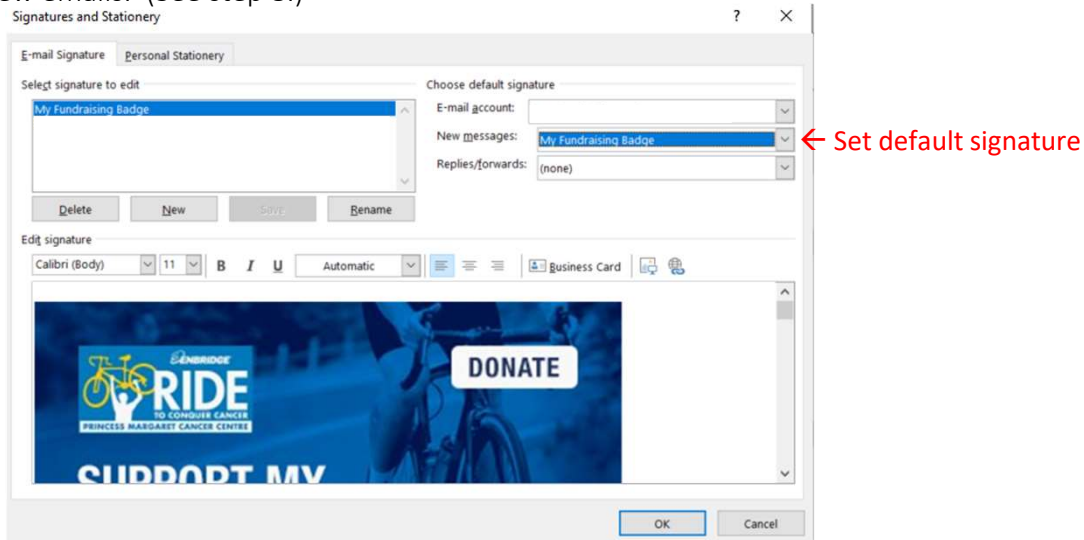 Signatures and Stationery ? ×
E-mail Signature Personal Stationery
Select signature to edit
My Fundraising Badge
Choose default signature
E-mail account:
New messages: My Fundraising Badge
← Set default signature
Replies/forwards: (none)
Delete New Save Rename
Edit signature
Calibri (Body) 11 B I U Automatic Business Card
ENBRIDGE
RIDE
TO CONQUER CANCER
PRINCESS MARGARET CANCER CENTRE
DONATE
SUPPORT MY
OK Cancel